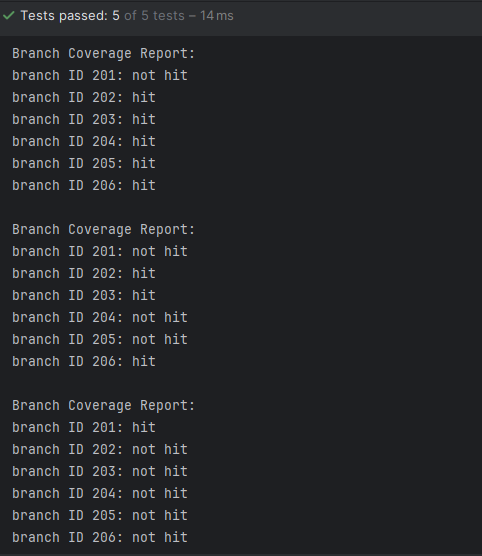 Tests passed: 5 of 5 tests – 14 ms
Branch Coverage Report:
branch ID 201: not hit
branch ID 202: hit
branch ID 203: hit
branch ID 204: hit
branch ID 205: hit
branch ID 206: hit
Branch Coverage Report:
branch ID 201: not hit
branch ID 202: hit
branch ID 203: hit
branch ID 204: not hit
branch ID 205: not hit
branch ID 206: hit
Branch Coverage Report:
branch ID 201: hit
branch ID 202: not hit
branch ID 203: not hit
branch ID 204: not hit
branch ID 205: not hit
branch ID 206: not hit